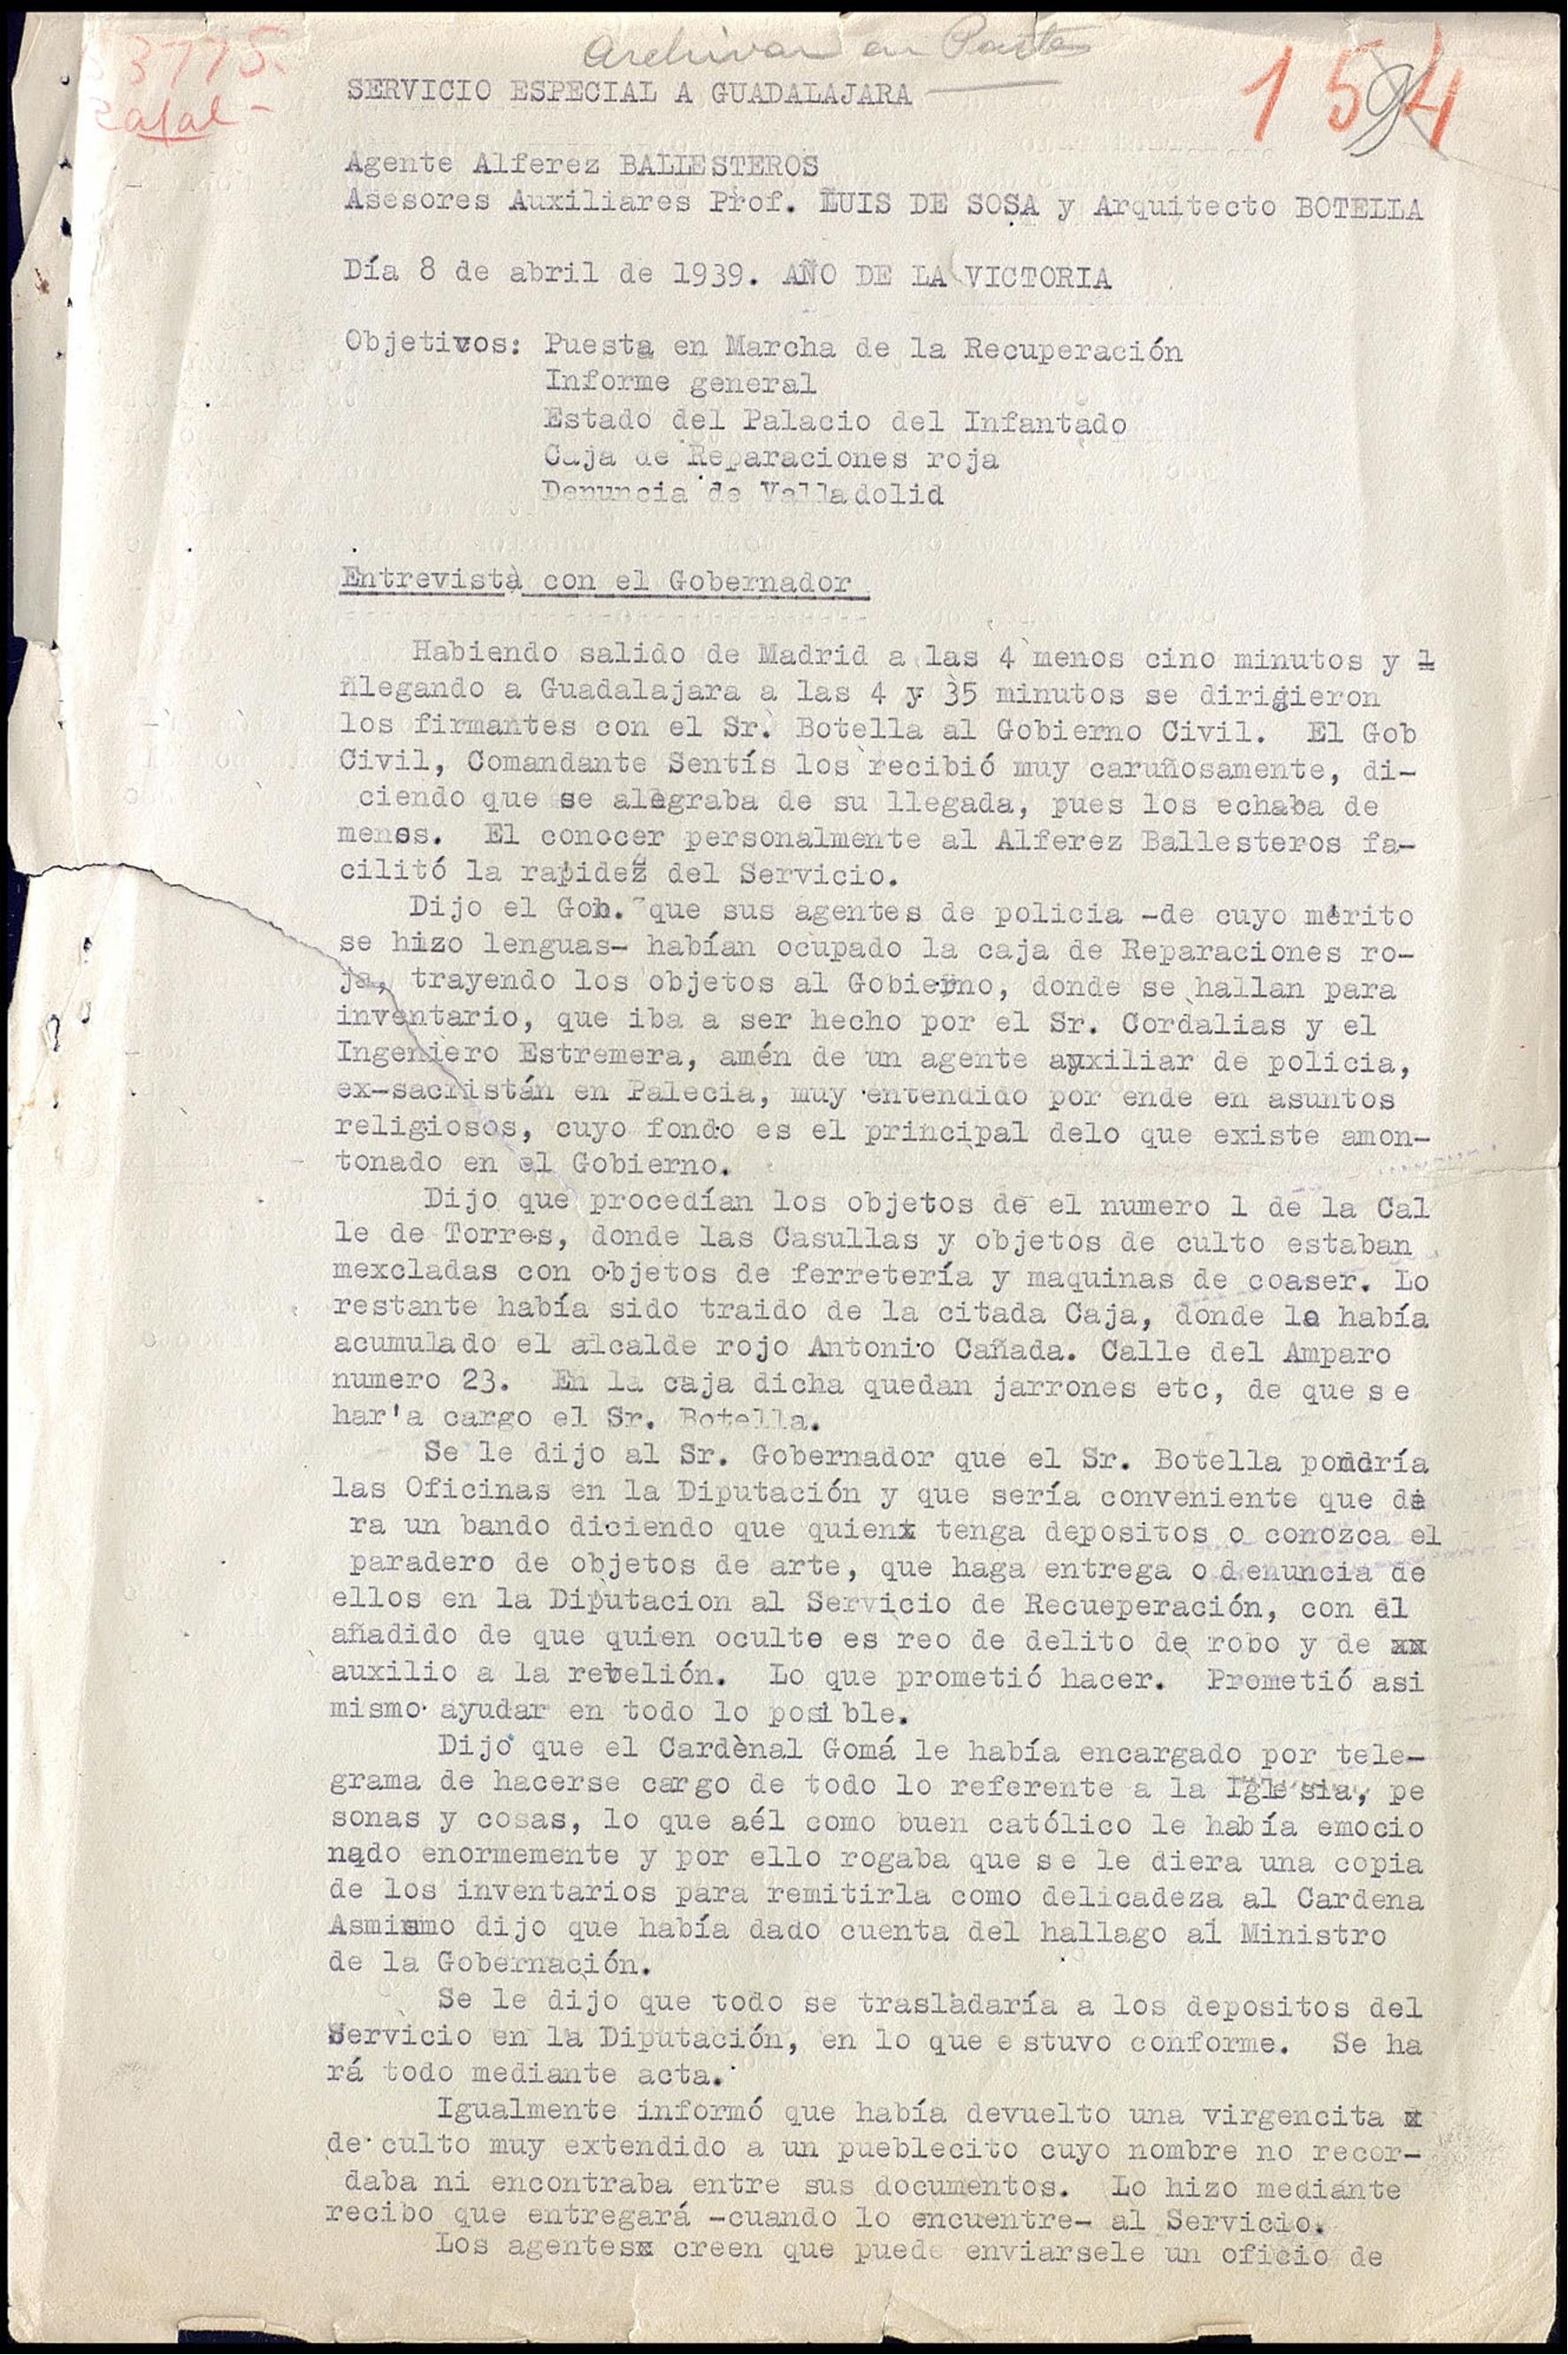 3775
archivar en Partes
154
SERVICIO ESPECIAL A GUADALAJARA
Agente Alferez BALLESTEROS
Asesores Auxiliares Prof. LUIS DE SOSA y Arquitecto BOTELLA
Día 8 de abril de 1939. AÑO DE LA VICTORIA
Objetivos: Puesta en Marcha de la Recuperación
Informe general
Estado del Palacio del Infantado
Caja de Reparaciones roja
Denuncia de Valladolid
Entrevista con el Gobernador
Habiendo salido de Madrid a las 4 menos cino minutos y l
llegando a Guadalajara a las 4 y 35 minutos se dirigieron
los firmantes con el Sr. Botella al Gobierno Civil. El Gob
Civil, Comandante Sentís los recibió muy caruñosamente, di-
ciendo que se alegraba de su llegada, pues los echaba de
menos. El conocer personalmente al Alferez Ballesteros fa-
cilitó la rapidez del Servicio.
Dijo el Gob. que sus agentes de policia -de cuyo mérito
se hizo lenguas- habían ocupado la caja de Reparaciones ro-
ja, trayendo los objetos al Gobierno, donde se hallan para
inventario, que iba a ser hecho por el Sr. Cordalias y el
Ingeniero Estremera, amén de un agente auxiliar de policia,
ex-sacristán en Palecia, muy entendido por ende en asuntos
religiosos, cuyo fondo es el principal delo que existe amon-
tonado en el Gobierno.
Dijo que procedían los objetos de el numero 1 de la Cal
le de Torres, donde las Casullas y objetos de culto estaban
mexcladas con objetos de ferretería y maquinas de coaser. Lo
restante había sido traido de la citada Caja, donde lo había
acumulado el alcalde rojo Antonio Cañada. Calle del Amparo
numero 23. En la caja dicha quedan jarrones etc, de que se
har'a cargo el Sr. Botella.
Se le dijo al Sr. Gobernador que el Sr. Botella pondría
las Oficinas en la Diputación y que sería conveniente que di
ra un bando diciendo que quienx tenga depositos o conozca el
paradero de objetos de arte, que haga entrega o denuncia de
ellos en la Diputacion al Servicio de Recueperación, con el
añadido de que quien oculte es reo de delito de robo y de xx
auxilio a la rebelión. Lo que prometió hacer. Prometió asi
mismo ayudar en todo lo posible.
Dijo que el Cardènal Gomá le había encargado por tele-
grama de hacerse cargo de todo lo referente a la Iglesia, pe
sonas y cosas, lo que aél como buen católico le había emocio
nado enormemente y por ello rogaba que se le diera una copia
de los inventarios para remitirla como delicadeza al Cardena
Asmismo dijo que había dado cuenta del hallago al Ministro
de la Gobernación.
Se le dijo que todo se trasladaría a los depositos del
Servicio en la Diputación, en lo que estuvo conforme. Se ha
rá todo mediante acta.
Igualmente informó que había devuelto una virgencita x
de culto muy extendido a un pueblecito cuyo nombre no recor-
daba ni encontraba entre sus documentos. Lo hizo mediante
recibo que entregará -cuando lo encuentre- al Servicio.
Los agentesx creen que puede enviarsele un oficio de